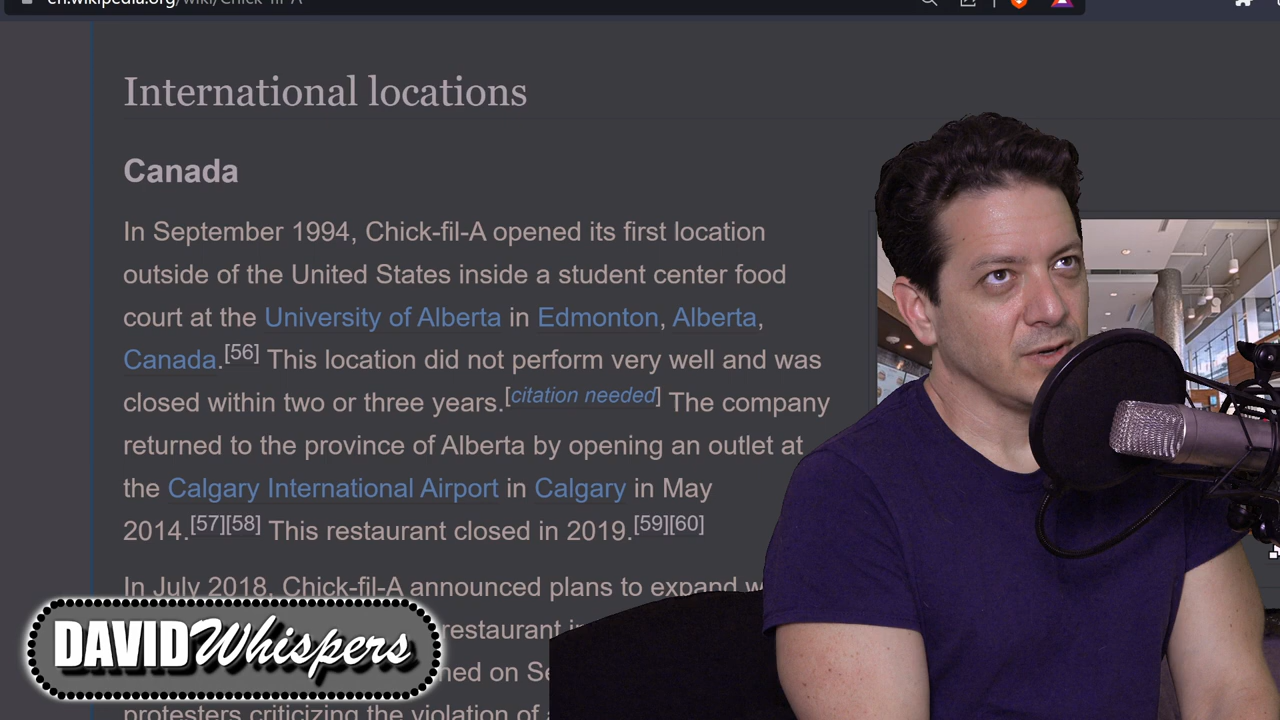 en.wikipedia.org/wiki/Chick-fil-A
International locations
Canada
In September 1994, Chick-fil-A opened its first location
outside of the United States inside a student center food
court at the University of Alberta in Edmonton, Alberta,
Canada.[56] This location did not perform very well and was
closed within two or three years.[citation needed] The company
returned to the province of Alberta by opening an outlet at
the Calgary International Airport in Calgary in May
2014.[57][58] This restaurant closed in 2019.[59][60]
In July 2018, Chick-fil-A announced plans to expand
restaurant
on
protesters criticizing the violation of
DAVID Whispers